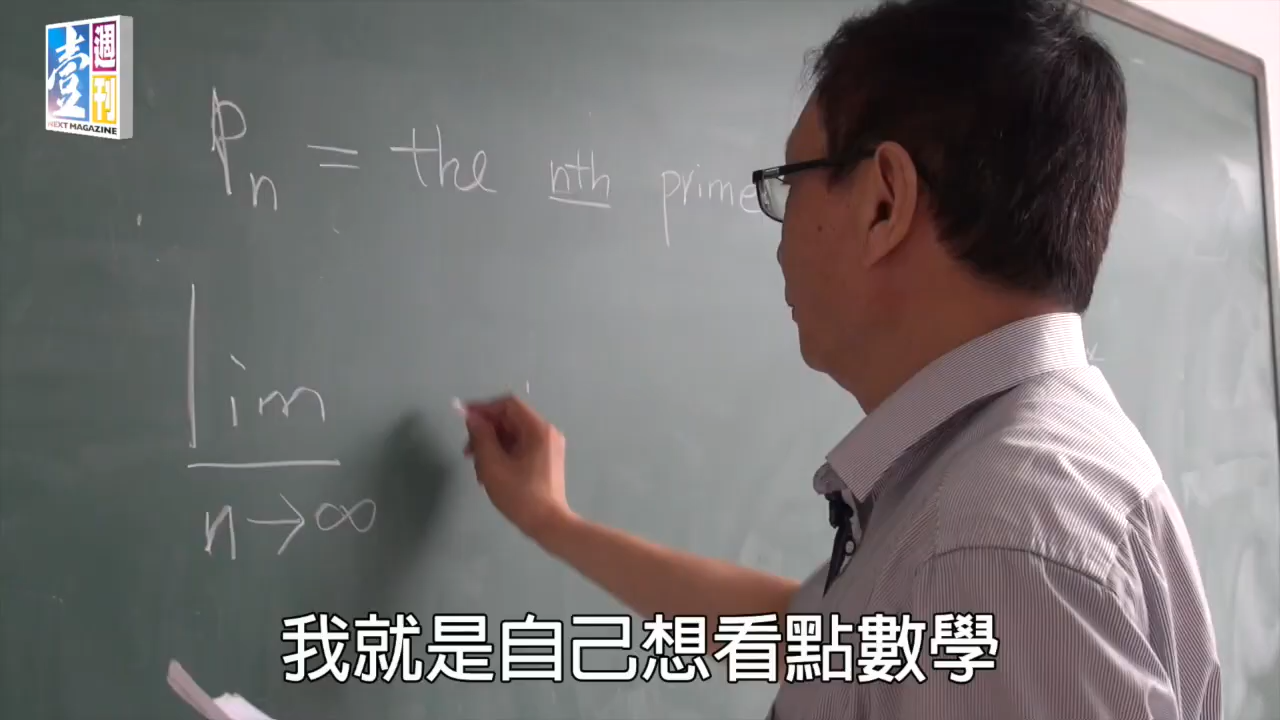 壹週刊
NEXT MAGAZINE
Pn = the nth prime
lim
n→∞
我就是自己想看點數學